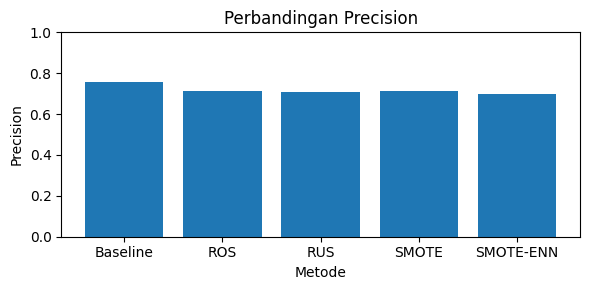 Perbandingan Precision
1.0
0.8
0.6
0.4
0.2
0.0
Precision
Baseline ROS RUS SMOTE SMOTE-ENN
Metode